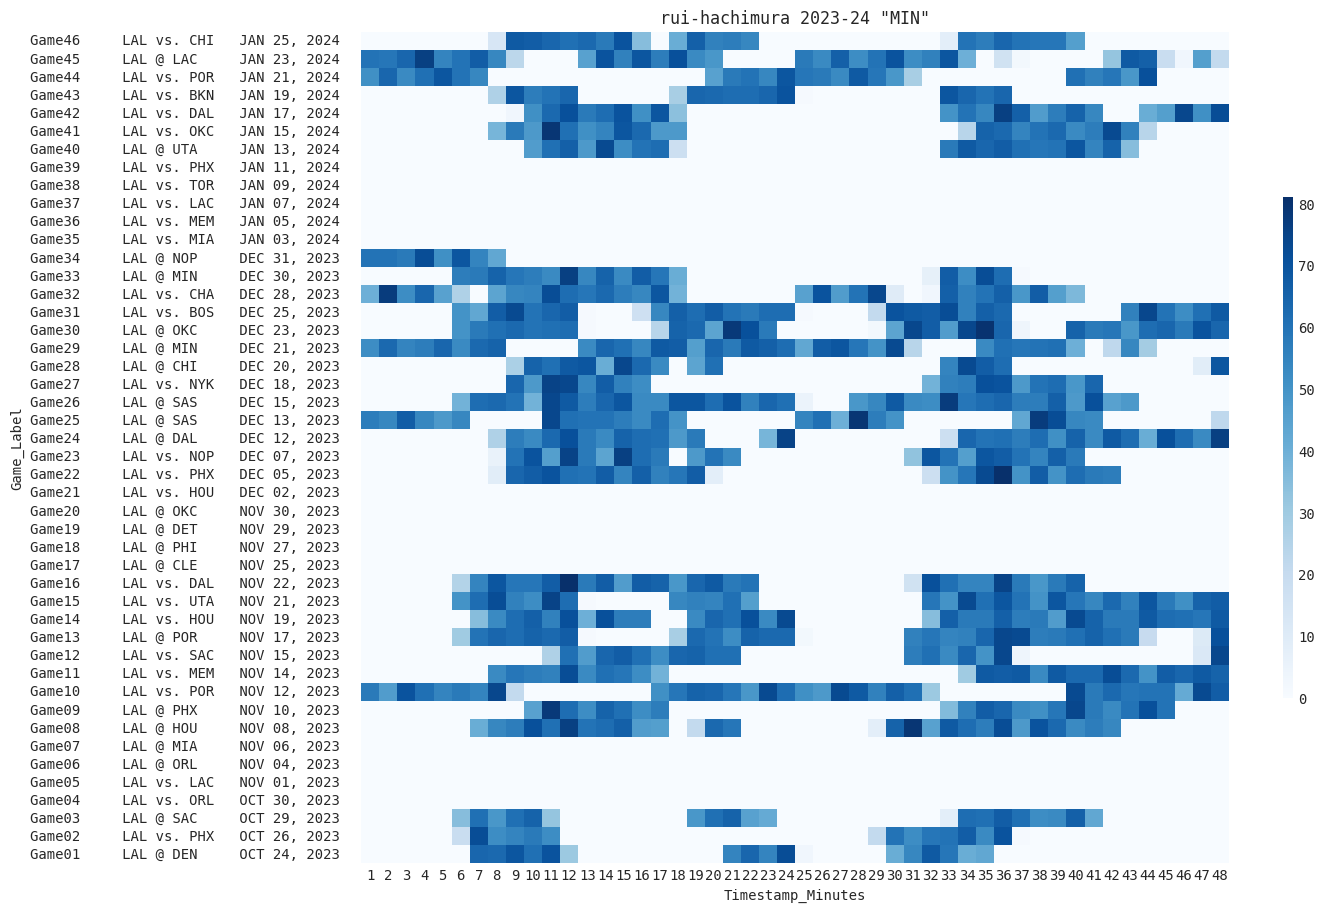 rui-hachimura 2023-24 "MIN"
Game46 LAL vs. CHI JAN 25, 2024
Game45 LAL @ LAC JAN 23, 2024
Game44 LAL vs. POR JAN 21, 2024
Game43 LAL vs. BKN JAN 19, 2024
Game42 LAL vs. DAL JAN 17, 2024
Game41 LAL vs. OKC JAN 15, 2024
Game40 LAL @ UTA JAN 13, 2024
Game39 LAL vs. PHX JAN 11, 2024
Game38 LAL vs. TOR JAN 09, 2024
Game37 LAL vs. LAC JAN 07, 2024
Game36 LAL vs. MEM JAN 05, 2024
Game35 LAL vs. MIA JAN 03, 2024
Game34 LAL @ NOP DEC 31, 2023
Game33 LAL @ MIN DEC 30, 2023
Game32 LAL vs. CHA DEC 28, 2023
Game31 LAL vs. BOS DEC 25, 2023
Game30 LAL @ OKC DEC 23, 2023
Game29 LAL @ MIN DEC 21, 2023
Game28 LAL @ CHI DEC 20, 2023
Game27 LAL vs. NYK DEC 18, 2023
Game26 LAL @ SAS DEC 15, 2023
Game25 LAL @ SAS DEC 13, 2023
Game24 LAL @ DAL DEC 12, 2023
Game23 LAL vs. NOP DEC 07, 2023
Game22 LAL vs. PHX DEC 05, 2023
Game21 LAL vs. HOU DEC 02, 2023
Game20 LAL @ OKC NOV 30, 2023
Game19 LAL @ DET NOV 29, 2023
Game18 LAL @ PHI NOV 27, 2023
Game17 LAL @ CLE NOV 25, 2023
Game16 LAL vs. DAL NOV 22, 2023
Game15 LAL vs. UTA NOV 21, 2023
Game14 LAL vs. HOU NOV 19, 2023
Game13 LAL @ POR NOV 17, 2023
Game12 LAL vs. SAC NOV 15, 2023
Game11 LAL vs. MEM NOV 14, 2023
Game10 LAL vs. POR NOV 12, 2023
Game09 LAL @ PHX NOV 10, 2023
Game08 LAL @ HOU NOV 08, 2023
Game07 LAL @ MIA NOV 06, 2023
Game06 LAL @ ORL NOV 04, 2023
Game05 LAL vs. LAC NOV 01, 2023
Game04 LAL vs. ORL OCT 30, 2023
Game03 LAL @ SAC OCT 29, 2023
Game02 LAL vs. PHX OCT 26, 2023
Game01 LAL @ DEN OCT 24, 2023
Game_Label
1 2 3 4 5 6 7 8 9 10 11 12 13 14 15 16 17 18 19 20 21 22 23 24 25 26 27 28 29 30 31 32 33 34 35 36 37 38 39 40 41 42 43 44 45 46 47 48
Timestamp_Minutes
80
70
60
50
40
30
20
10
0